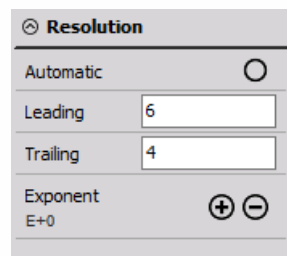 Resolution
Automatic
Leading 6
Trailing 4
Exponent
E+0